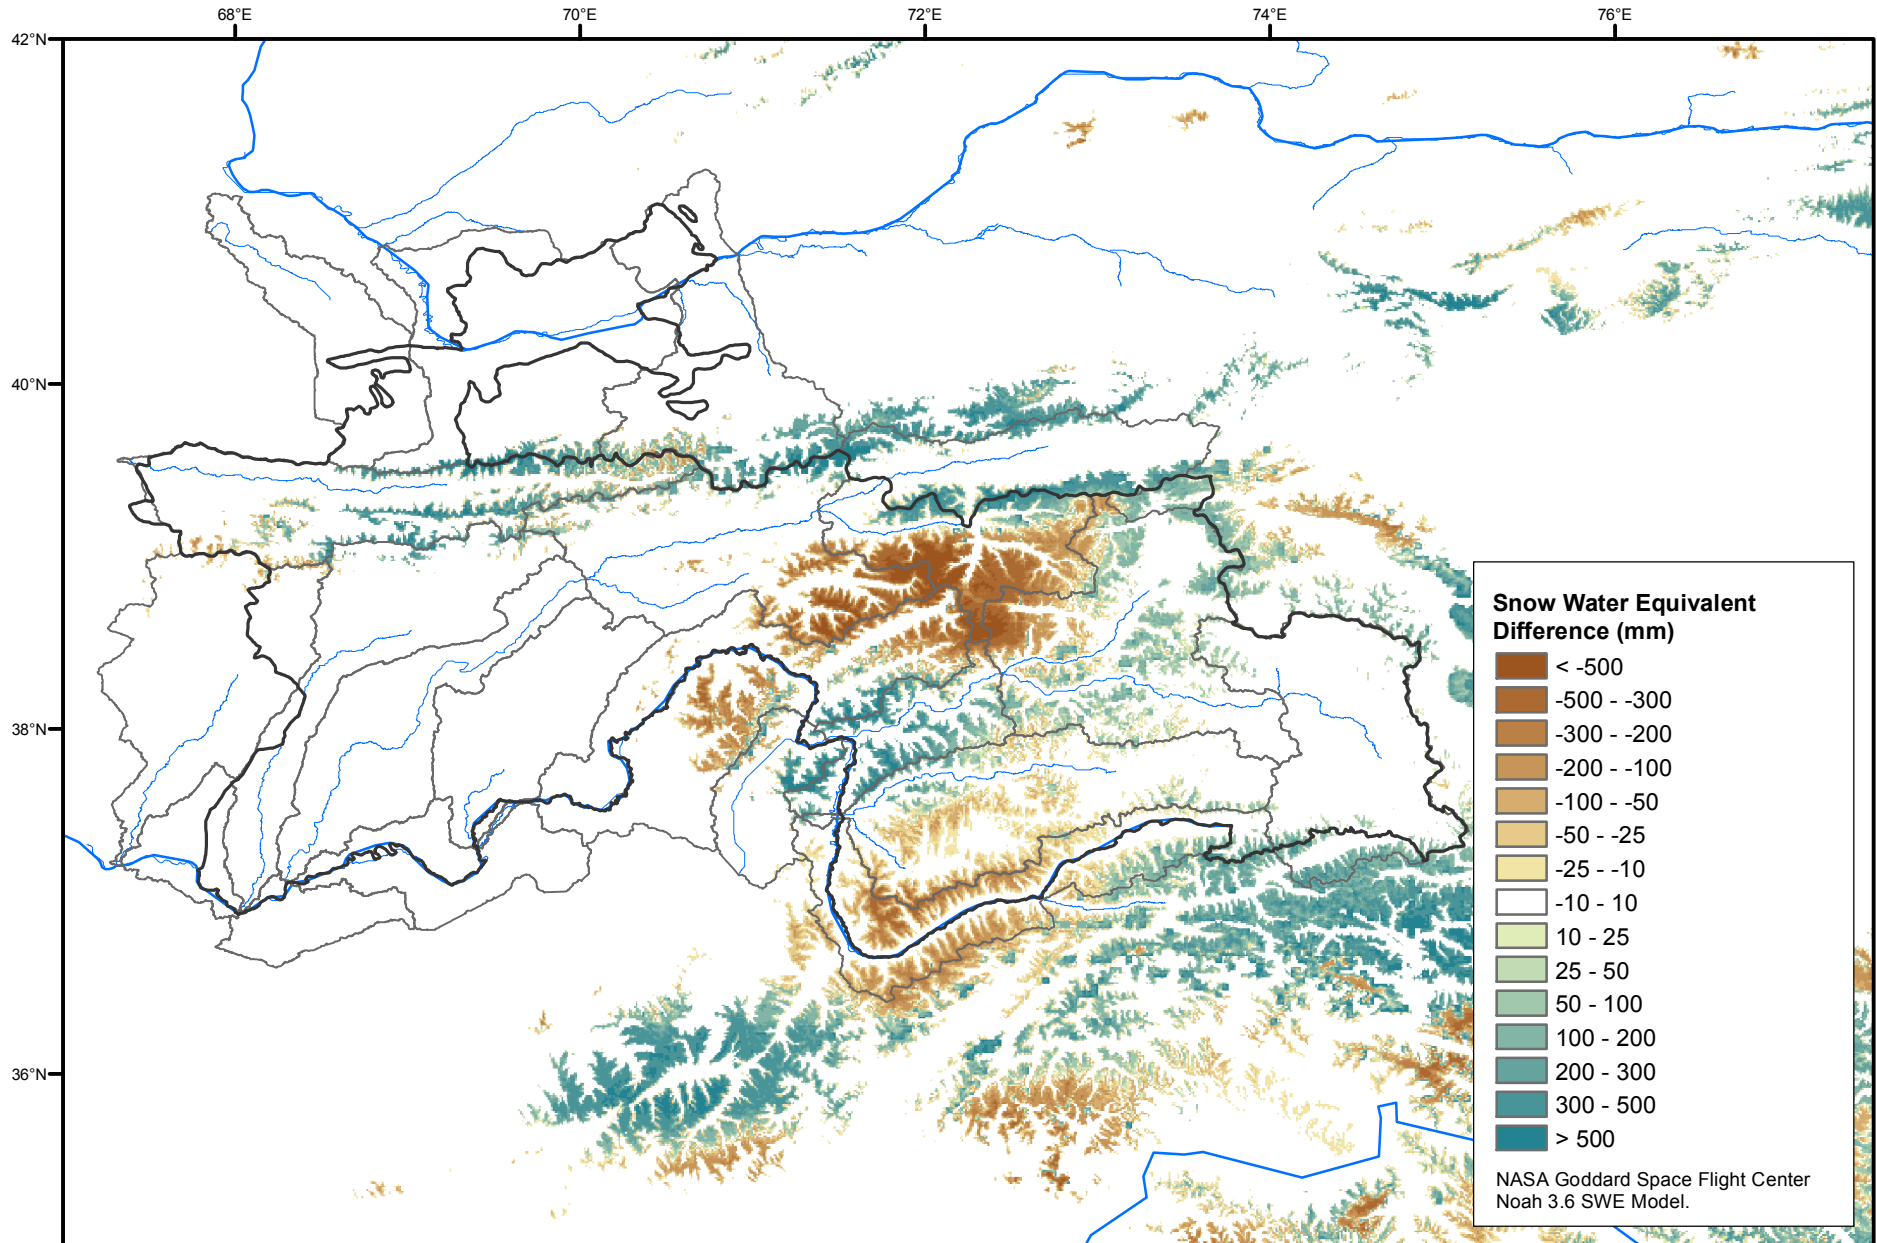 68°E
70°E
72°E
74°E
76°E
42°N
40°N
38°N
36°N
Snow Water Equivalent
Difference (mm)
< -500
-500 - -300
-300 - -200
-200 - -100
-100 - -50
-50 - -25
-25 - -10
-10 - 10
10 - 25
25 - 50
50 - 100
100 - 200
200 - 300
300 - 500
> 500
NASA Goddard Space Flight Center
Noah 3.6 SWE Model.